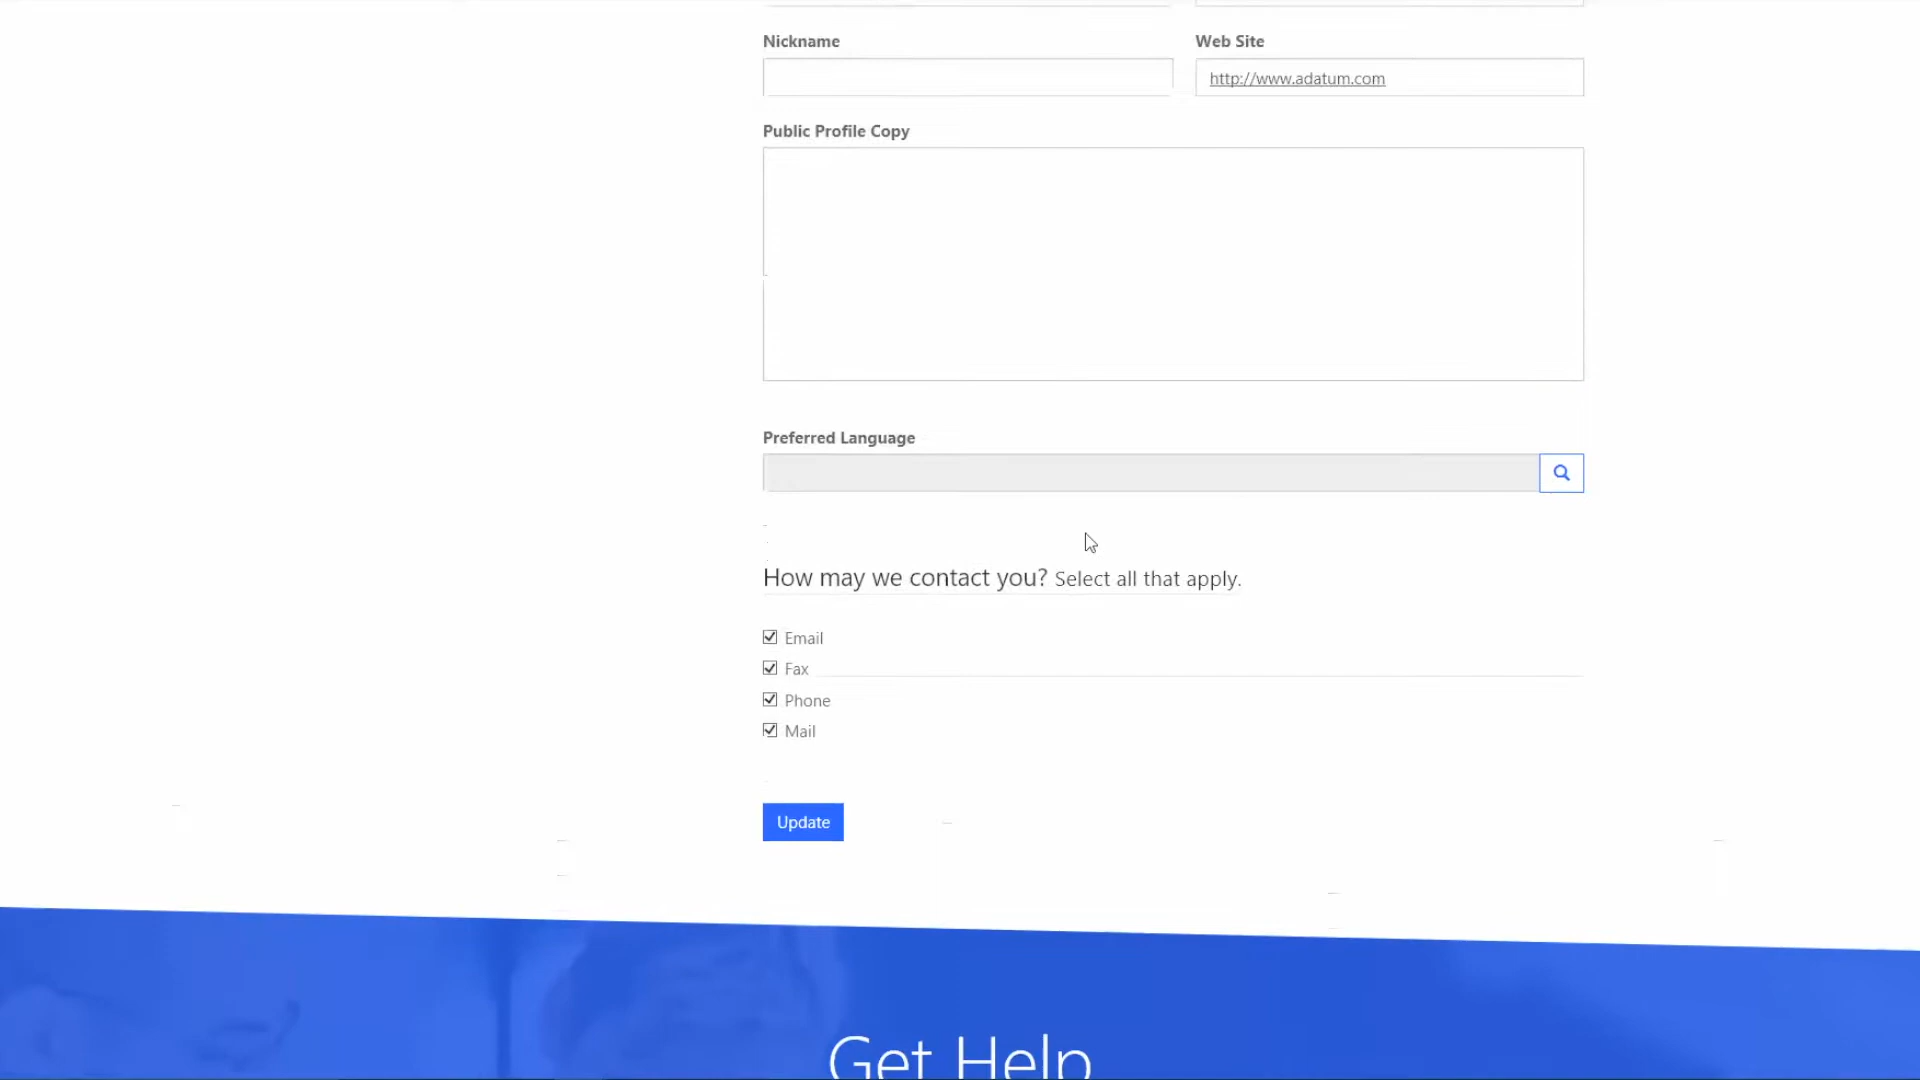 Nickname
Web Site
http://www.adatum.com
Public Profile Copy
Preferred Language
How may we contact you? Select all that apply.
Email
Fax
Phone
Mail
Update
Get Help